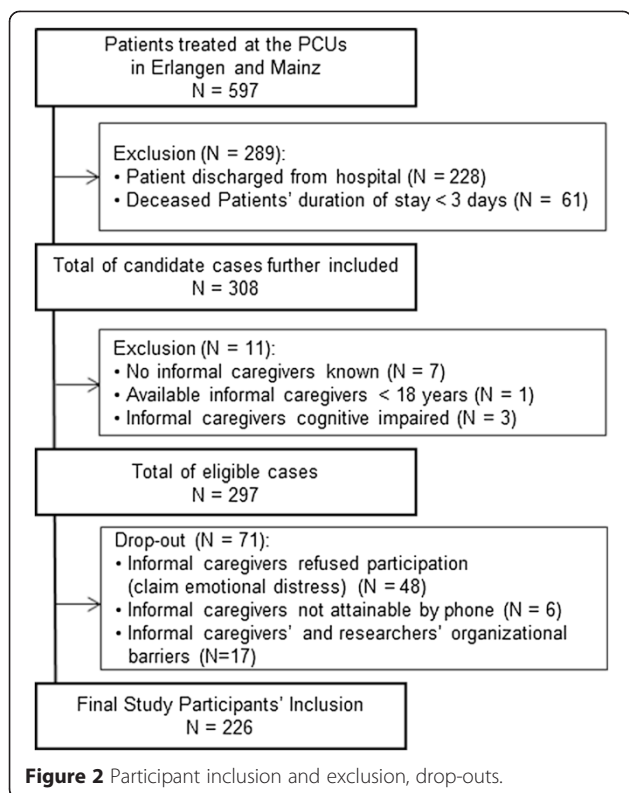 Patients treated at the PCUs
in Erlangen and Mainz
N = 597
Exclusion (N = 289):
• Patient discharged from hospital (N = 228)
• Deceased Patients' duration of stay < 3 days (N = 61)
Total of candidate cases further included
N = 308
Exclusion (N = 11):
• No informal caregivers known (N = 7)
• Available informal caregivers < 18 years (N = 1)
• Informal caregivers cognitive impaired (N = 3)
Total of eligible cases
N = 297
Drop-out (N = 71):
• Informal caregivers refused participation
(claim emotional distress) (N = 48)
• Informal caregivers not attainable by phone (N = 6)
• Informal caregivers' and researchers' organizational
barriers (N=17)
Final Study Participants' Inclusion
N = 226
Figure 2 Participant inclusion and exclusion, drop-outs.